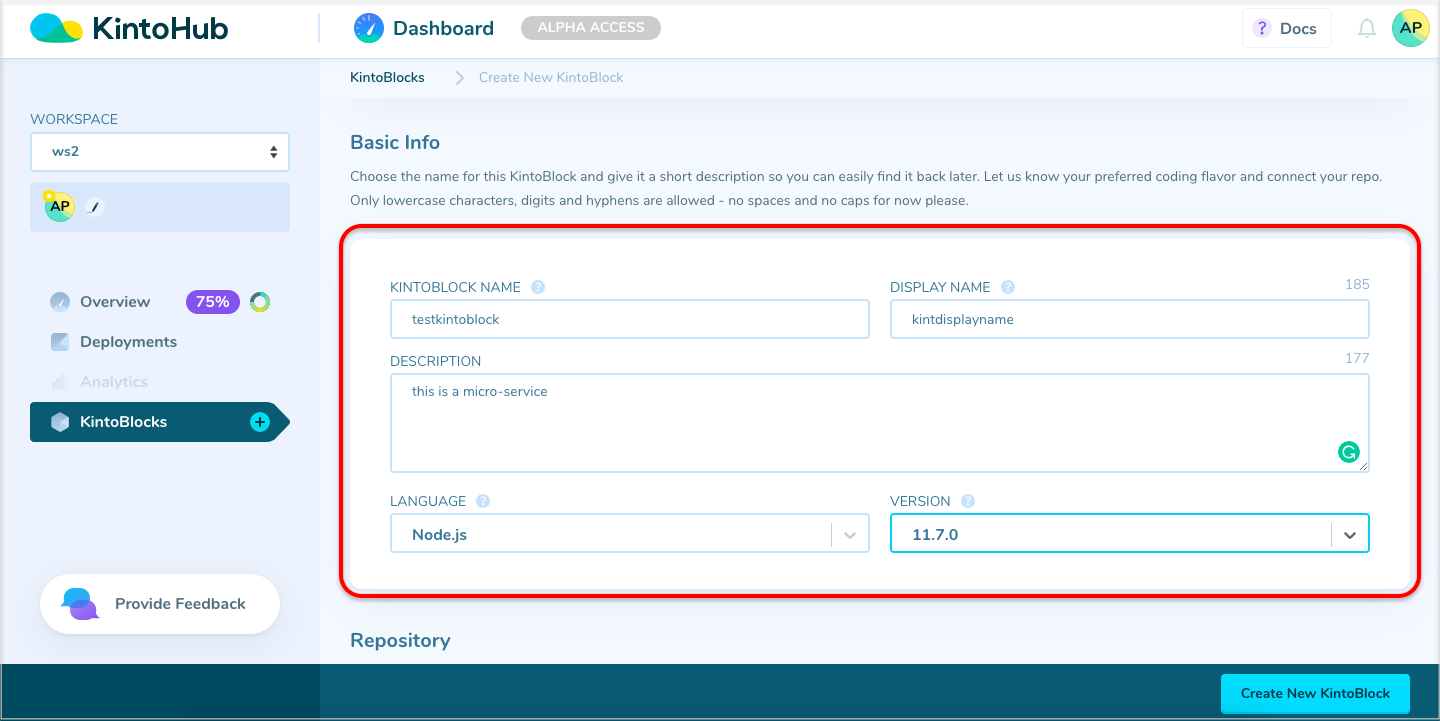 KintoHub
Dashboard
ALPHA ACCESS
? Docs
AP
KintoBlocks
Create New KintoBlock
WORKSPACE
ws2
AP
Overview
75%
Deployments
Analytics
KintoBlocks
Provide Feedback
Basic Info
Choose the name for this KintoBlock and give it a short description so you can easily find it back later. Let us know your preferred coding flavor and connect your repo.
Only lowercase characters, digits and hyphens are allowed - no spaces and no caps for now please.
KINTOBLOCK NAME ?
testkintoblock
DISPLAY NAME ?
185
kintdisplayname
DESCRIPTION
177
this is a micro-service
LANGUAGE ?
Node.js
VERSION ?
11.7.0
Repository
Create New KintoBlock